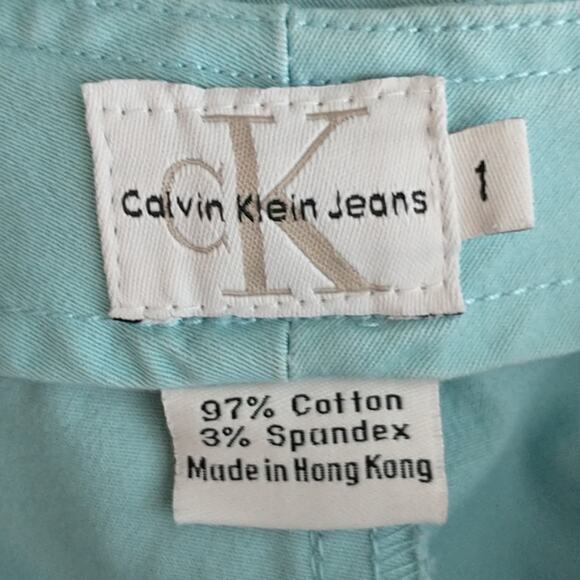 CK
Calvin Klein Jeans
1
97% Cotton
3% Spandex
Made in Hong Kong